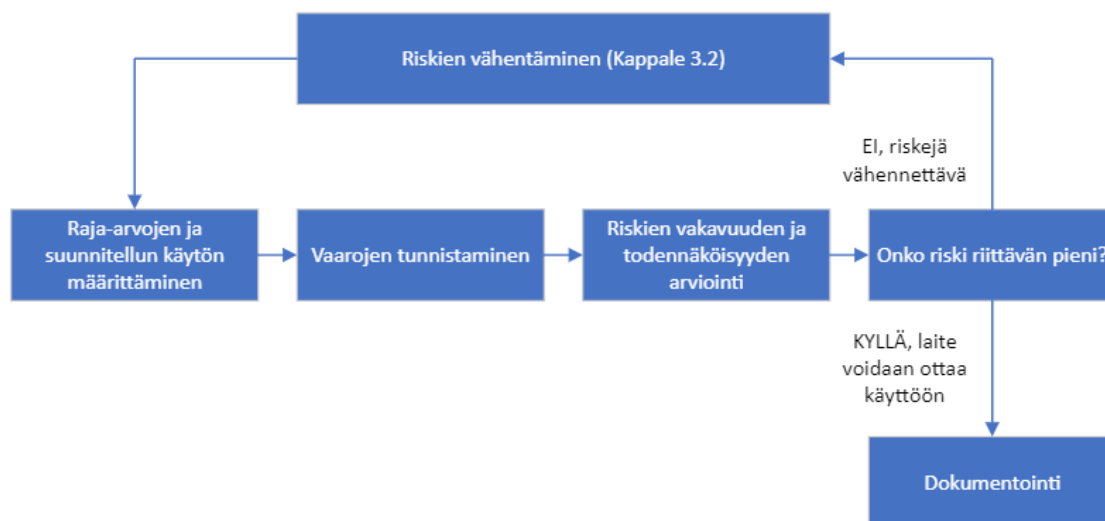 Riskien vähentäminen (Kappale 3.2)
EI, riskejä
vähennettävä
Raja-arvojen ja
suunnitellun käytön
määrittäminen
Vaarojen tunnistaminen
Riskien vakavuuden ja
todennäköisyyden
arviointi
Onko riski riittävän pieni?
KYLLÄ, laite
voidaan ottaa
käyttöön
Dokumentointi